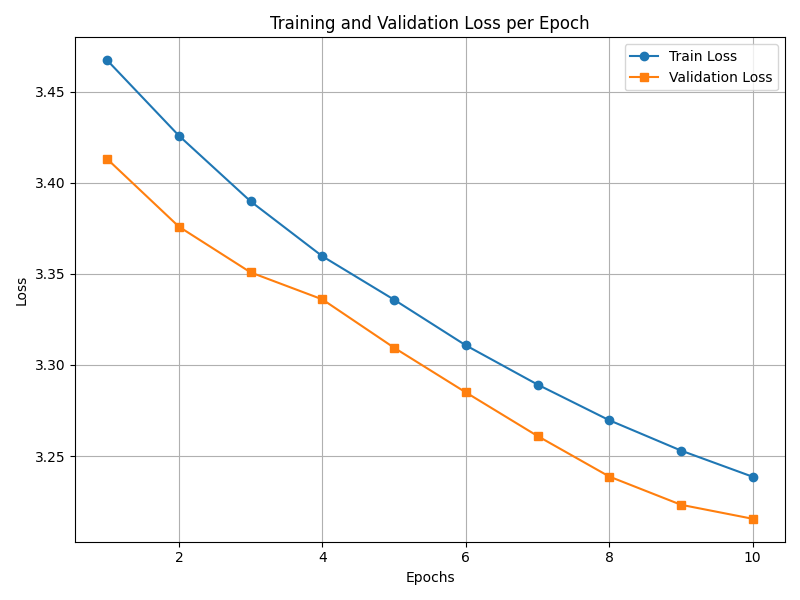 Training and Validation Loss per Epoch
Train Loss
Validation Loss
3.45
3.40
3.35
3.30
3.25
Loss
2
4
6
8
10
Epochs